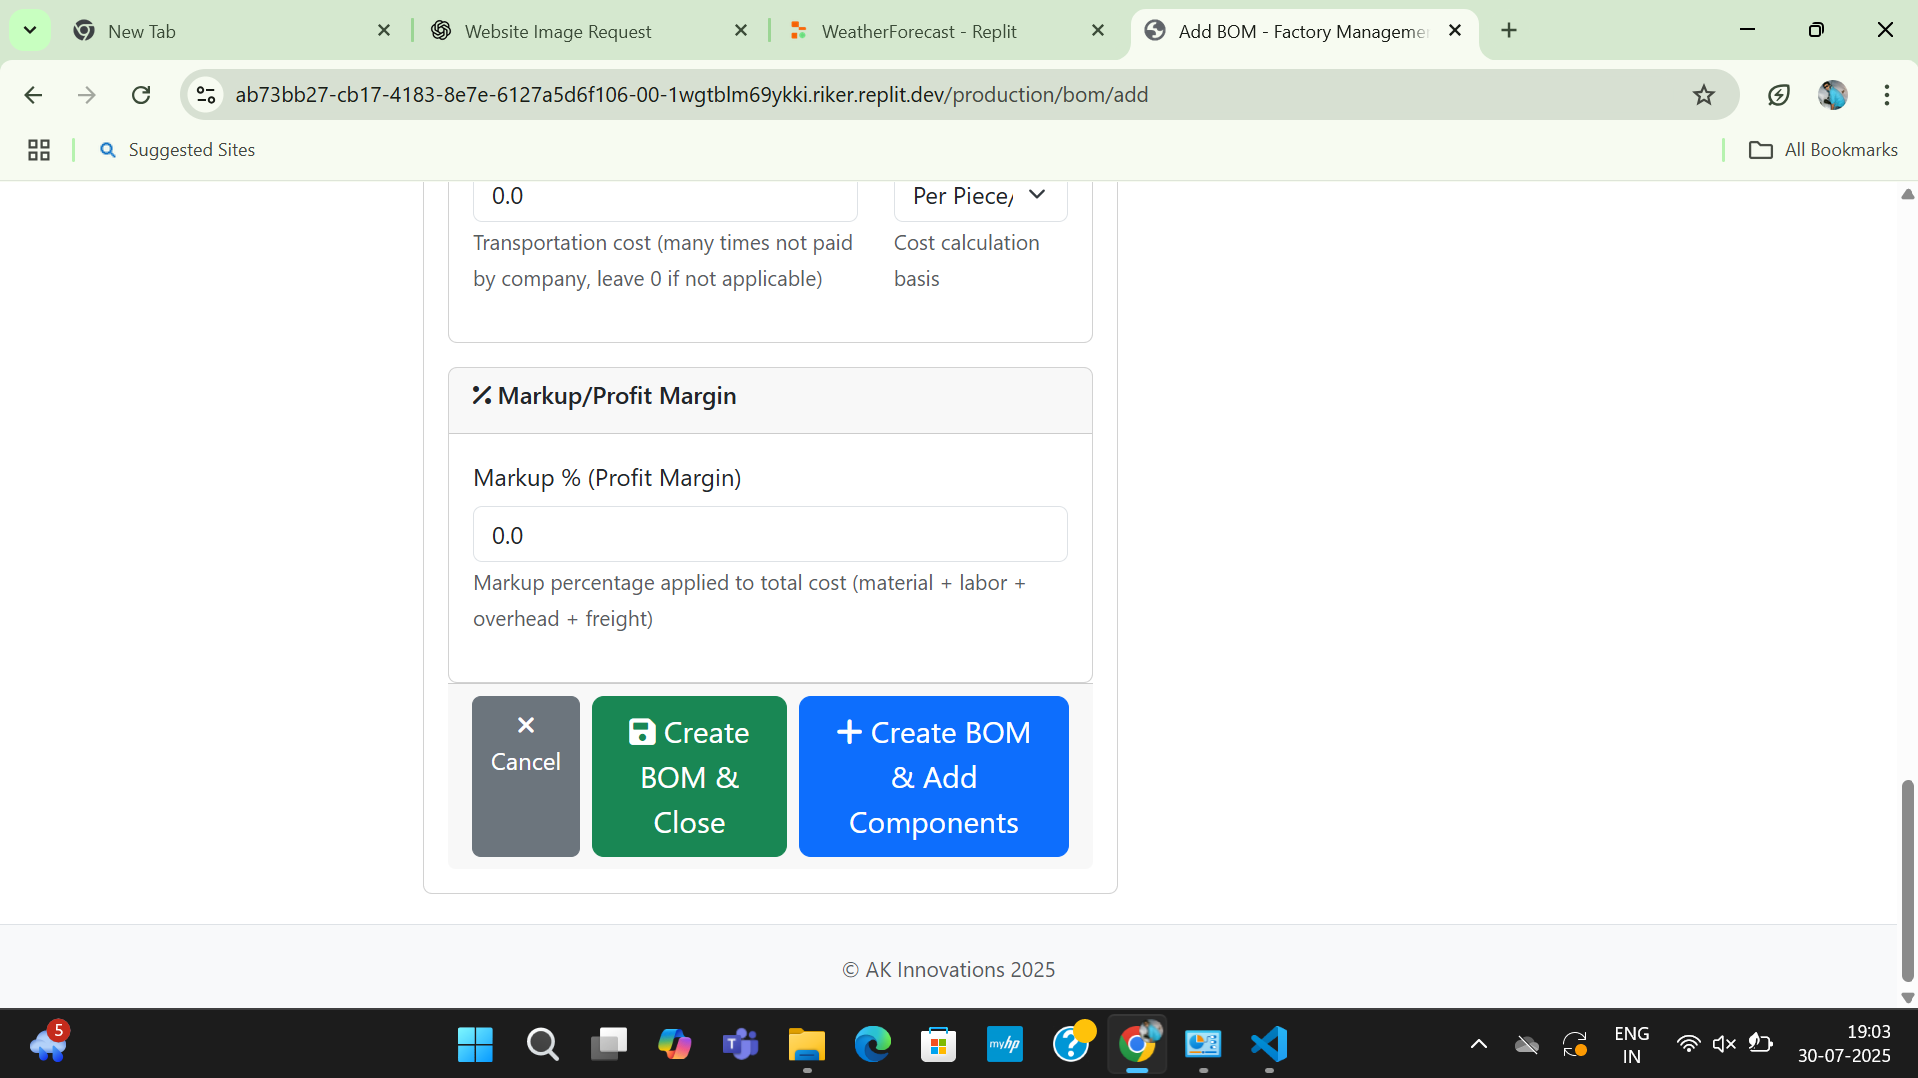 New Tab
Website Image Request
WeatherForecast - Replit
Add BOM - Factory Manageme
ab73bb27-cb17-4183-8e7e-6127a5d6f106-00-1wgtblm69ykki.riker.replit.dev/production/bom/add
Suggested Sites
All Bookmarks
0.0
Per Piece/
Transportation cost (many times not paid
by company, leave 0 if not applicable)
Cost calculation
basis
Markup/Profit Margin
Markup % (Profit Margin)
0.0
Markup percentage applied to total cost (material + labor +
overhead + freight)
Cancel
Create
BOM &
Close
Create BOM
& Add
Components
© AK Innovations 2025
5
myhp
ENG
IN
19:03
30-07-2025